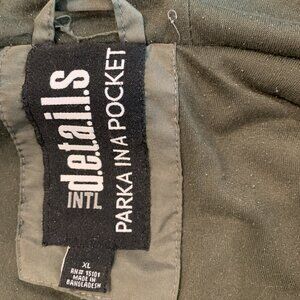 d.e.t.a.i.l.s
INTL
PARKA IN A POCKET
XL
RN# 15101
MADE IN
BANGLADESH